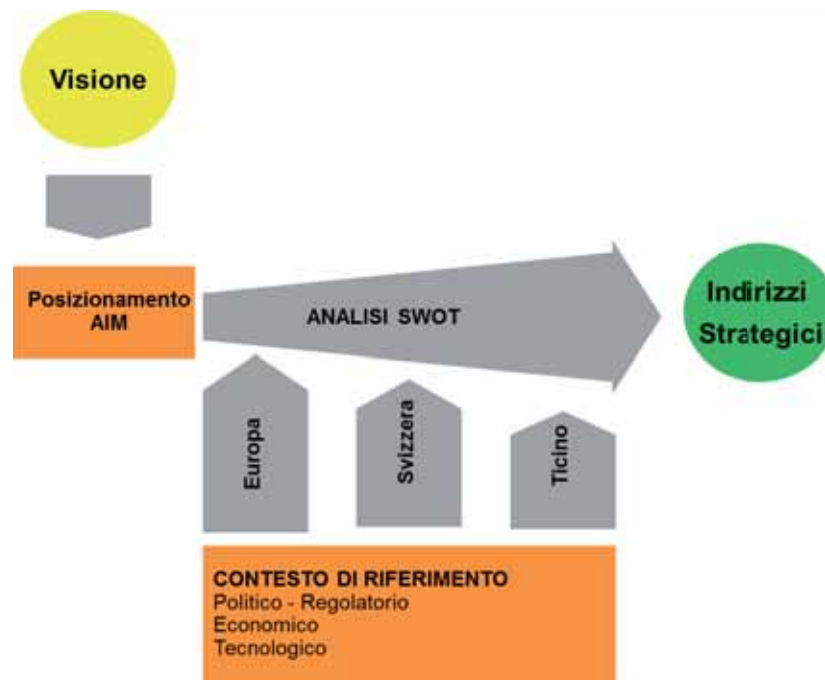 Visione
Posizionamento
AIM
ANALISI SWOT
Indirizzi
Strategici
Europa
Svizzera
Ticino
CONTESTO DI RIFERIMENTO
Politico - Regolatorio
Economico
Tecnologico